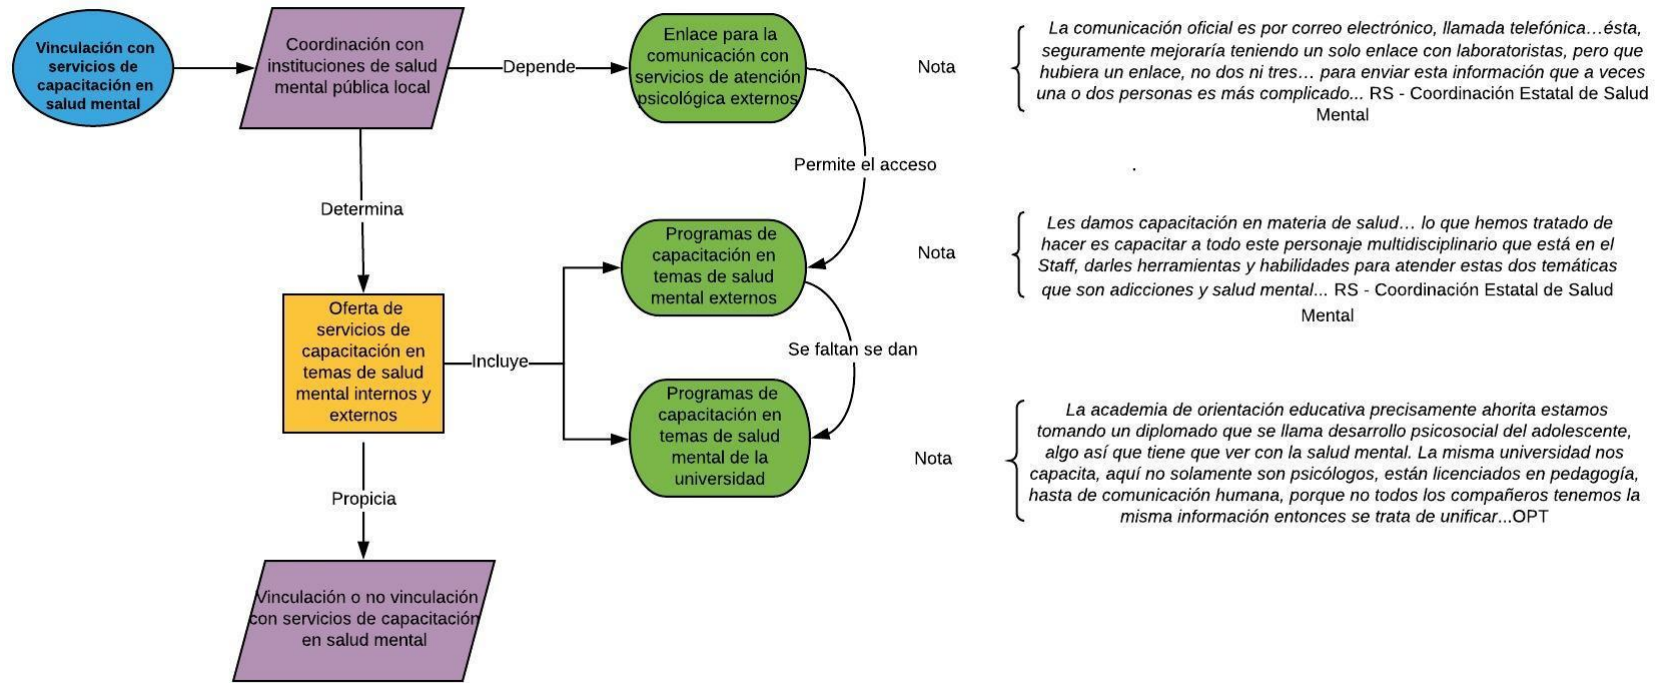 Vinculación con
servicios de
capacitación en
salud mental
Coordinación con
instituciones de salud
mental pública local
Depende
Enlace para la
comunicación con
servicios de atención
psicológica externos
Nota
La comunicación oficial es por correo electrónico, llamada telefónica…ésta,
seguramente mejoraría teniendo un solo enlace con laboratoristas, pero que
hubiera un enlace, no dos ni tres… para enviar esta información que a veces
una o dos personas es más complicado... RS - Coordinación Estatal de Salud
Mental
Permite el acceso
.
Determina
Programas de
capacitación en
temas de salud
mental externos
Nota
Les damos capacitación en materia de salud… lo que hemos tratado de
hacer es capacitar a todo este personaje multidisciplinario que está en el
Staff, darles herramientas y habilidades para atender estas dos temáticas
que son adicciones y salud mental... RS - Coordinación Estatal de Salud
Mental
Oferta de
servicios de
capacitación en
temas de salud
mental internos y
externos
Incluye
Se faltan se dan
Programas de
capacitación en
temas de salud
mental de la
universidad
Nota
La academia de orientación educativa precisamente ahorita estamos
tomando un diplomado que se llama desarrollo psicosocial del adolescente,
algo así que tiene que ver con la salud mental. La misma universidad nos
capacita, aquí no solamente son psicólogos, están licenciados en pedagogía,
hasta de comunicación humana, porque no todos los compañeros tenemos la
misma información entonces se trata de unificar...OPT
Propicia
Vinculación o no vinculación
con servicios de capacitación
en salud mental